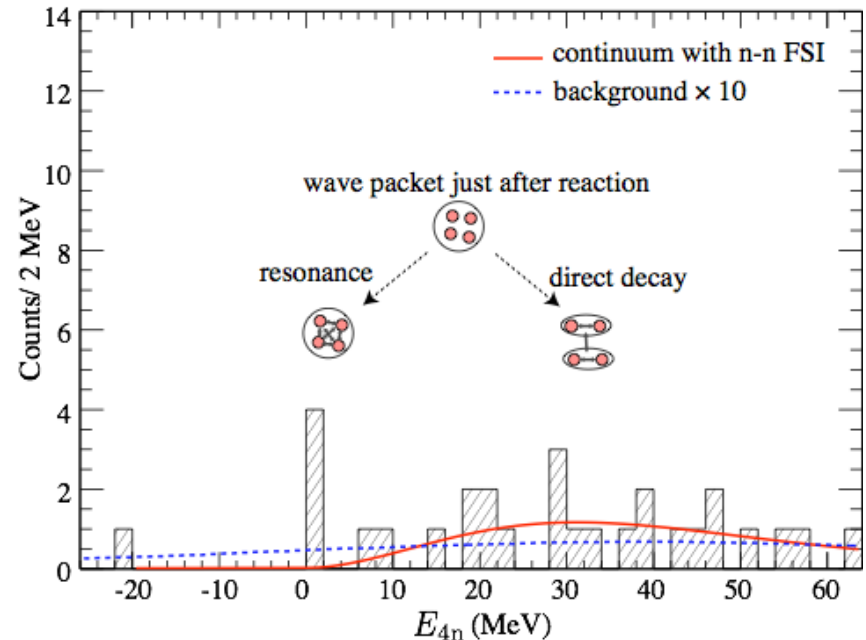 14
12
10
8
6
4
2
0
Counts/ 2 MeV
continuum with n-n FSI
background × 10
wave packet just after reaction
resonance
direct decay
-20 -10 0 10 20 30 40 50 60
E4n (MeV)